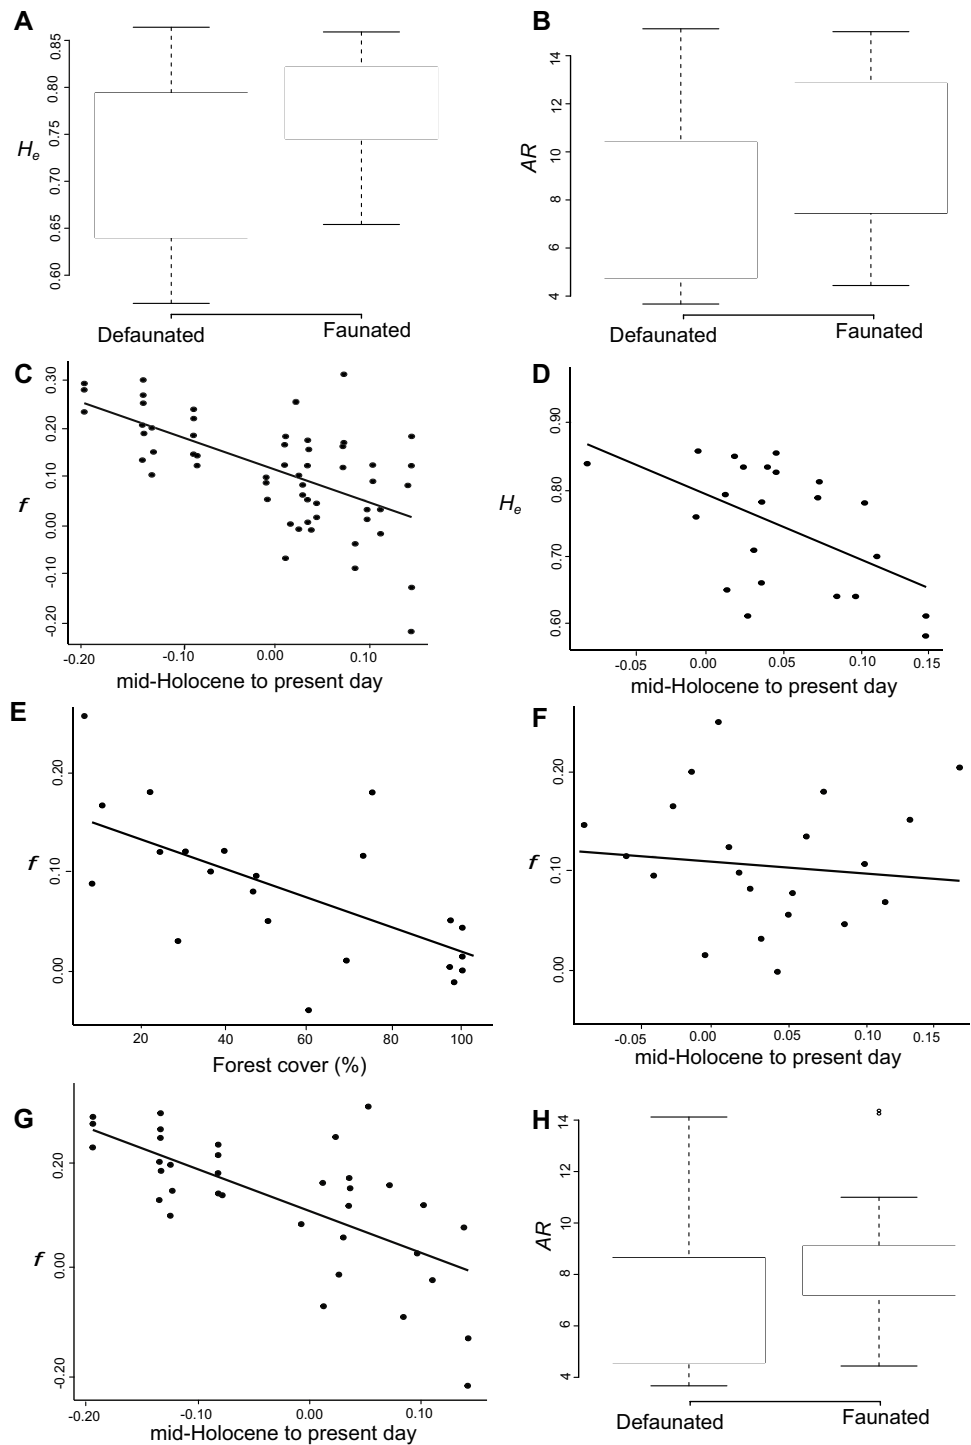 A
0.85
0.80
0.75
0.70
0.65
0.60
He
Defaunated
Faunated
B
14
12
10
8
6
4
AR
Defaunated
Faunated
C
0.30
0.20
0.10
0.00
-0.10
-0.20
f
-0.20
-0.10
0.00
0.10
mid-Holocene to present day
D
0.90
0.80
0.70
0.60
He
-0.05
0.00
0.05
0.10
0.15
mid-Holocene to present day
E
0.20
0.10
0.00
f
20
40
60
80
100
Forest cover (%)
F
0.20
0.10
0.00
f
-0.05
0.00
0.05
0.10
0.15
mid-Holocene to present day
G
0.20
0.00
-0.20
f
-0.20
-0.10
0.00
0.10
mid-Holocene to present day
H
14
12
10
8
6
4
AR
Defaunated
Faunated